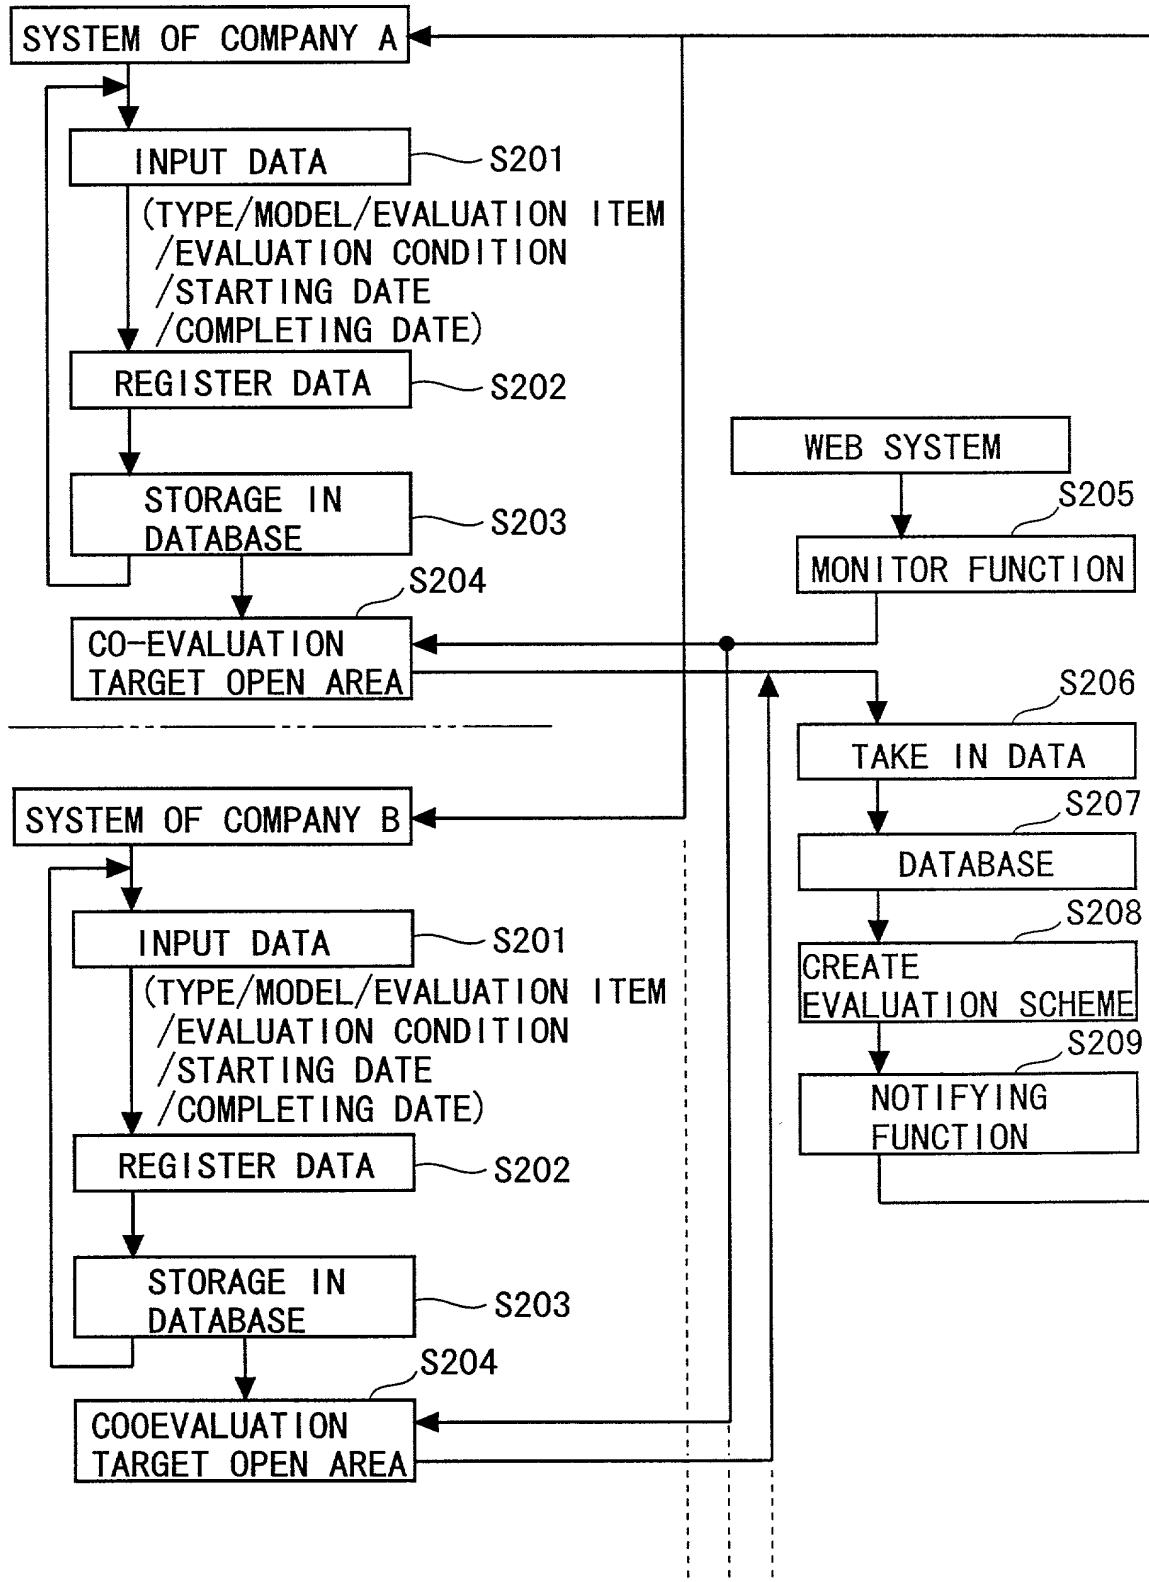 SYSTEM OF COMPANY A
INPUT DATA
S201
(TYPE/MODEL/EVALUATION ITEM
/EVALUATION CONDITION
/STARTING DATE
/COMPLETING DATE)
REGISTER DATA
S202
STORAGE IN
DATABASE
S203
S204
CO-EVALUATION
TARGET OPEN AREA
SYSTEM OF COMPANY B
INPUT DATA
S201
(TYPE/MODEL/EVALUATION ITEM
/EVALUATION CONDITION
/STARTING DATE
/COMPLETING DATE)
REGISTER DATA
S202
STORAGE IN
DATABASE
S203
S204
COOEVALUATION
TARGET OPEN AREA
WEB SYSTEM
S205
MONITOR FUNCTION
S206
TAKE IN DATA
S207
DATABASE
S208
CREATE
EVALUATION SCHEME
S209
NOTIFYING
FUNCTION